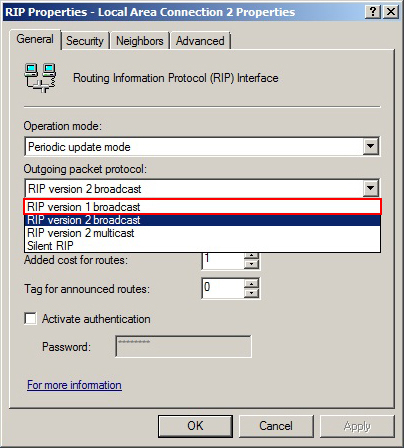 RIP Properties - Local Area Connection 2 Properties
General Security Neighbors Advanced
Routing Information Protocol (RIP) Interface
Operation mode:
Periodic update mode
Outgoing packet protocol:
RIP version 2 broadcast
RIP version 1 broadcast
RIP version 2 broadcast
RIP version 2 multicast
Silent RIP
Added cost for routes: 1
Tag for announced routes: 0
Activate authentication
Password: ********
For more information
OK Cancel Apply